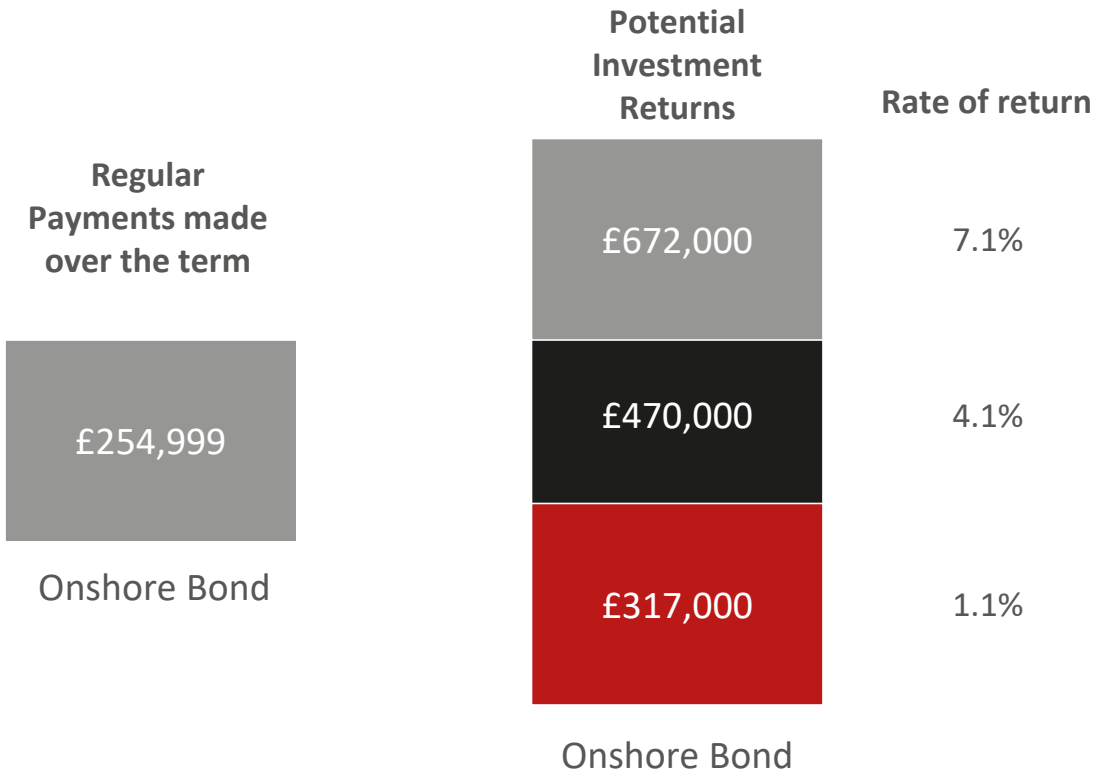 Regular
Payments made
over the term
£254,999
Onshore Bond
Potential
Investment
Returns
Rate of return
£672,000
7.1%
£470,000
4.1%
£317,000
1.1%
Onshore Bond